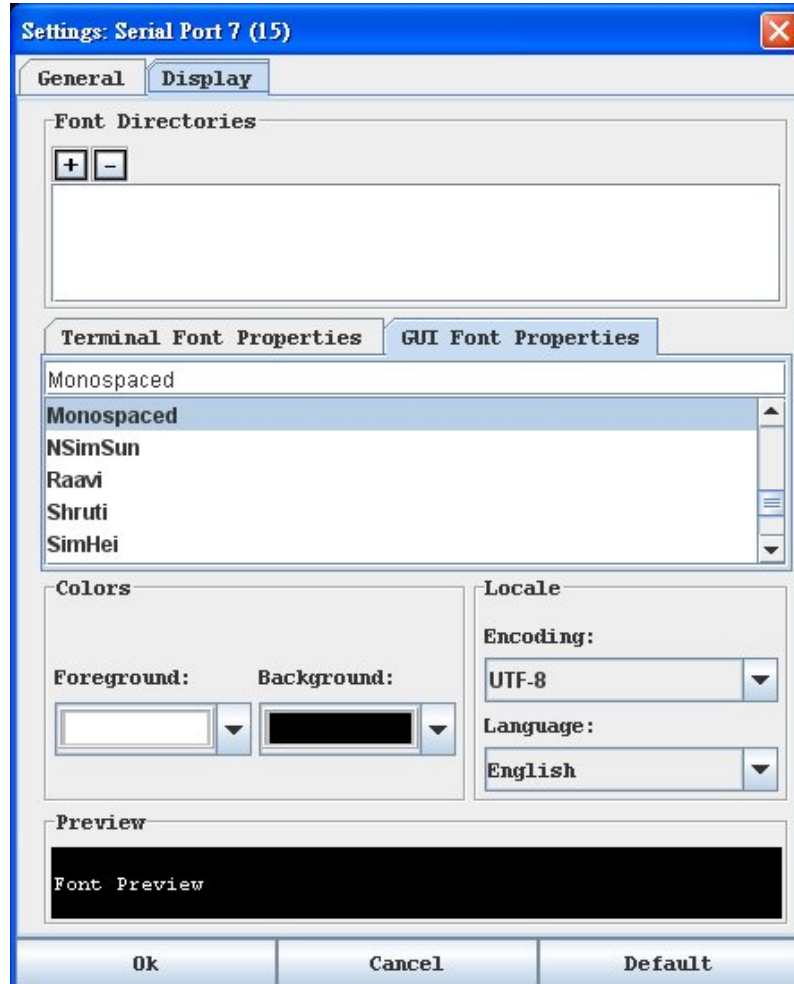 Settings: Serial Port 7 (15)
General Display
Font Directories
+ -
Terminal Font Properties GUI Font Properties
Monospaced
Monospaced
NSimSun
Raavi
Shruti
SimHei
Colors
Foreground: Background:
Locale
Encoding:
UTF-8
Language:
English
Preview
Font Preview
Ok Cancel Default